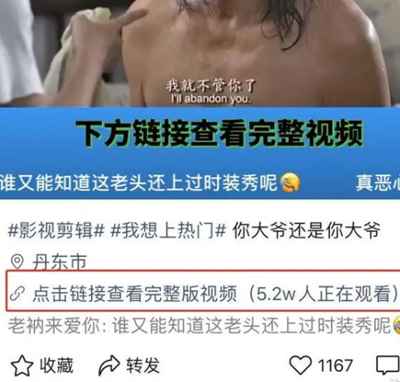 我就不管你了
I'll abandon you.
下方链接查看完整视频
谁又能知道这老头还上过时装秀呢🤣 真恶心
#影视剪辑# #我想上热门# 你大爷还是你大爷
丹东市
点击链接查看完整版视频（5.2w人正在观看）
老衲来爱你: 谁又能知道这老头还上过时装秀呢
收藏 转发 1167